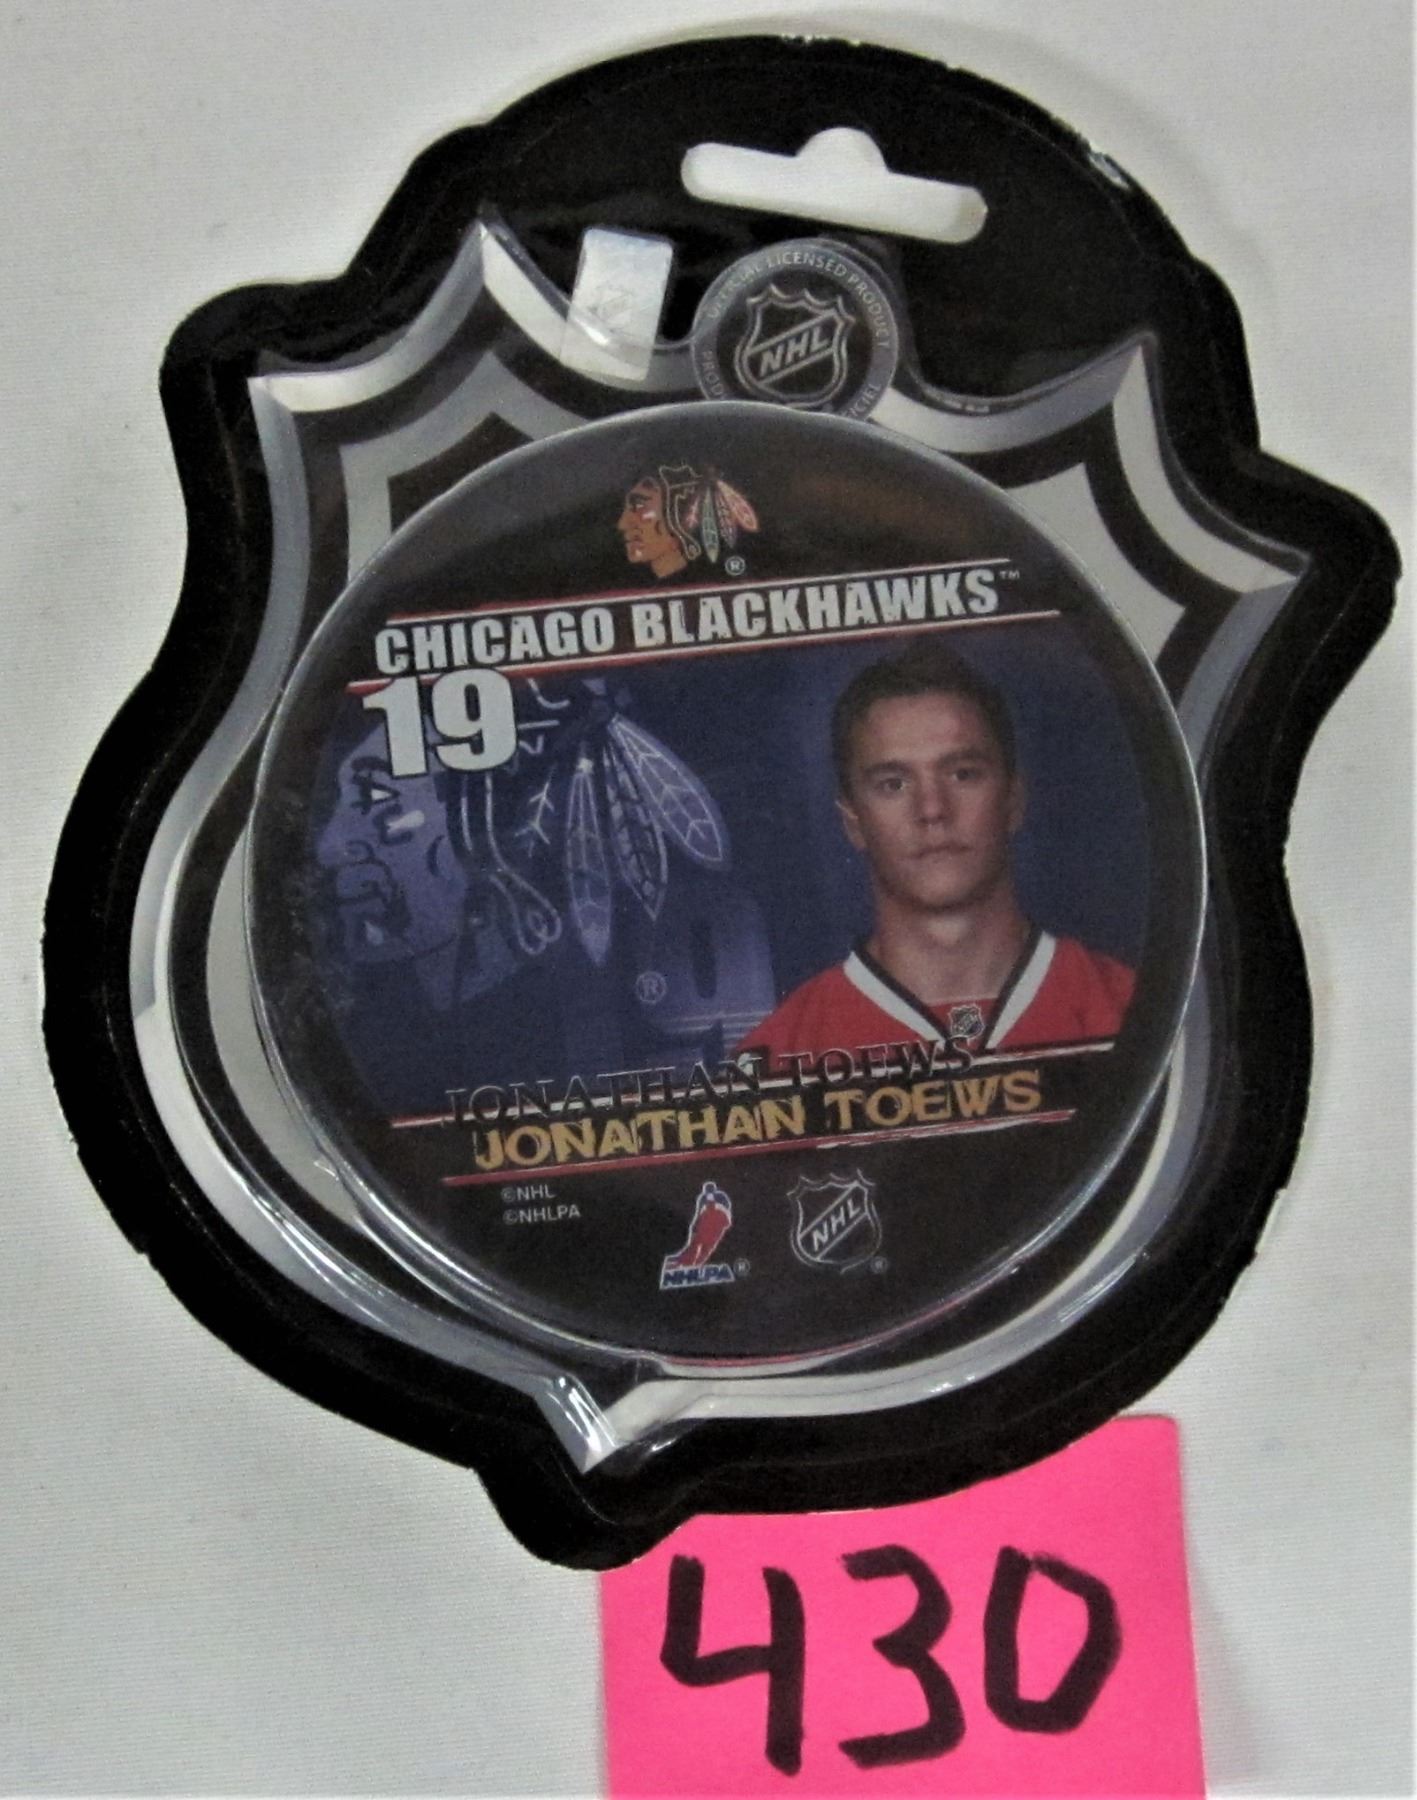 OFFICIAL LICENSED PRODUCT
NHL
®
CHICAGO BLACKHAWKS™
19
®
JONATHAN TOEWS
JONATHAN TOEWS
©NHL
©NHLPA
NHLPA®
NHL
®
430